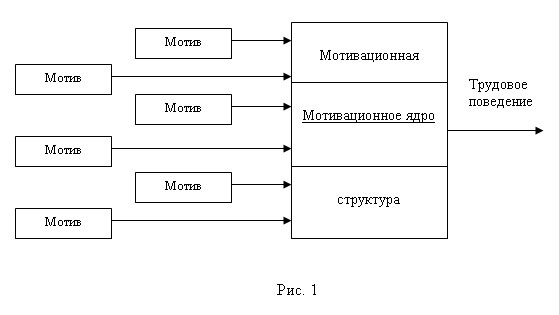 Мотив
Мотивационная
Мотив
Трудовое
поведение
Мотив
Мотивационное ядро
Мотив
Мотив
структура
Мотив
Рис. 1